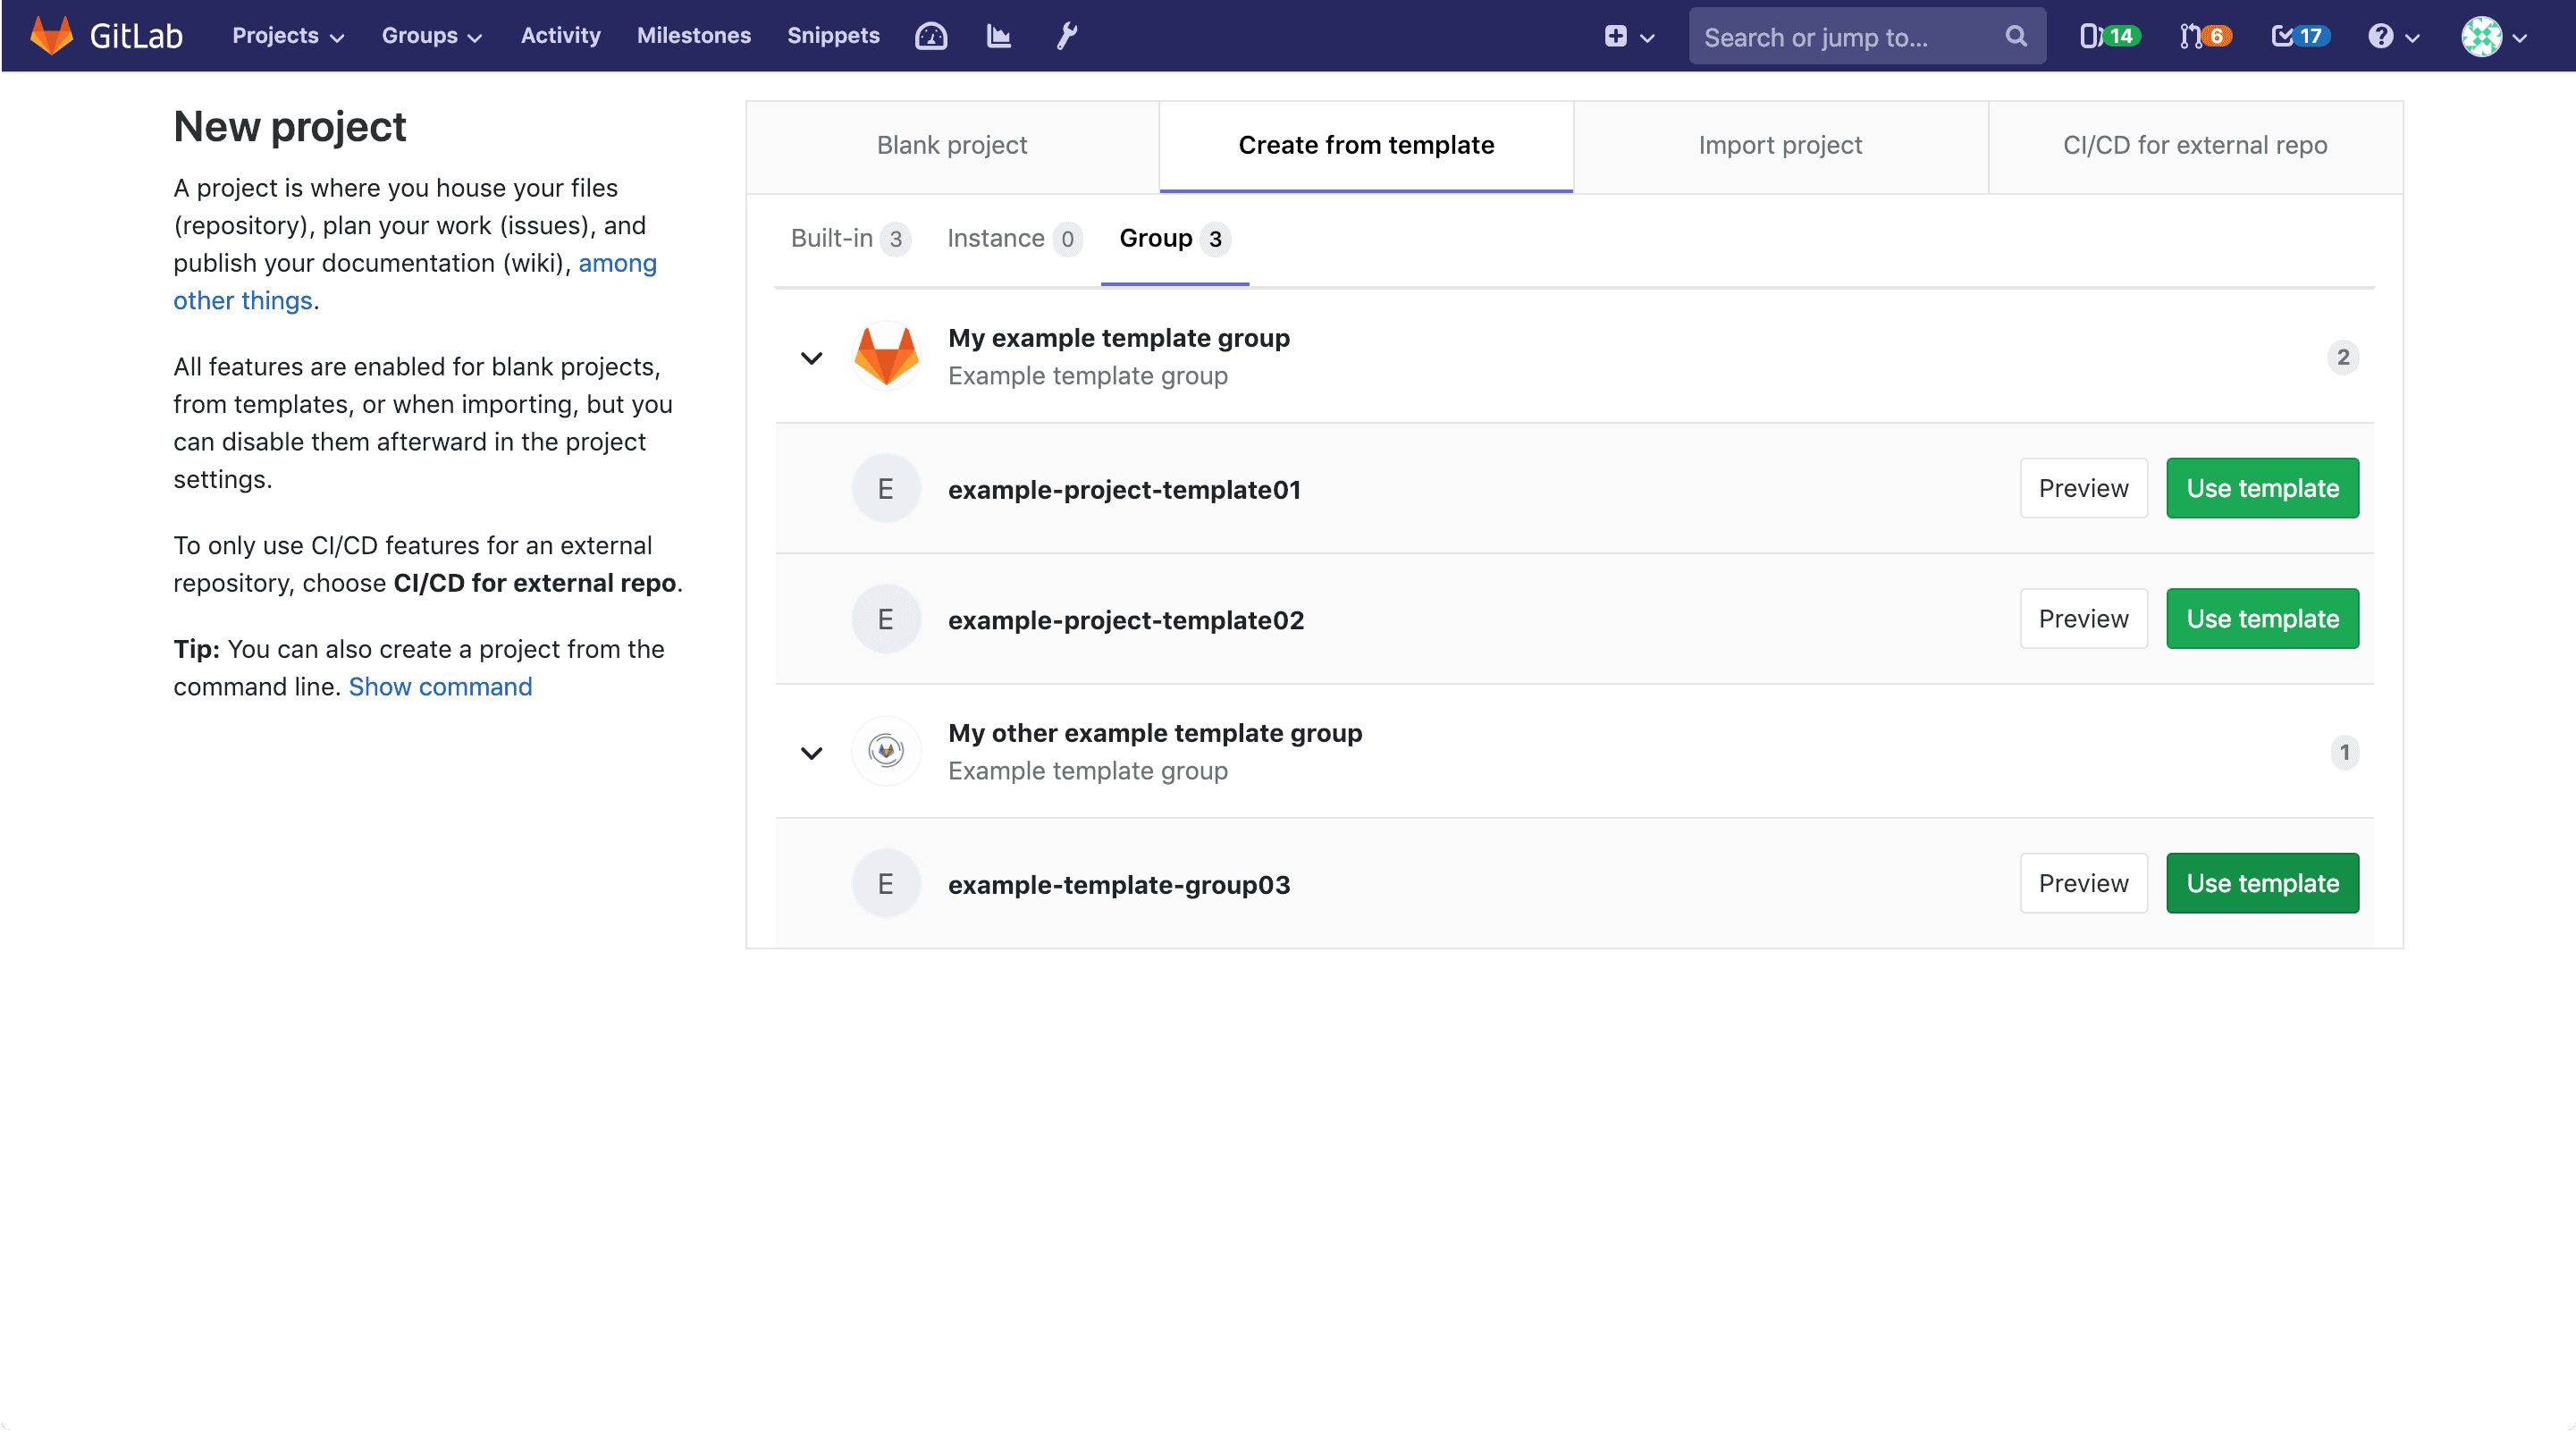 GitLab Projects Groups Activity Milestones Snippets Search or jump to... 14 6 17
New project
A project is where you house your files
(repository), plan your work (issues), and
publish your documentation (wiki), among
other things.
All features are enabled for blank projects,
from templates, or when importing, but you
can disable them afterward in the project
settings.
To only use CI/CD features for an external
repository, choose CI/CD for external repo.
Tip: You can also create a project from the
command line. Show command
Blank project Create from template Import project CI/CD for external repo
Built-in 3 Instance 0 Group 3
My example template group
Example template group
2
E example-project-template01 Preview Use template
E example-project-template02 Preview Use template
My other example template group
Example template group
1
E example-template-group03 Preview Use template